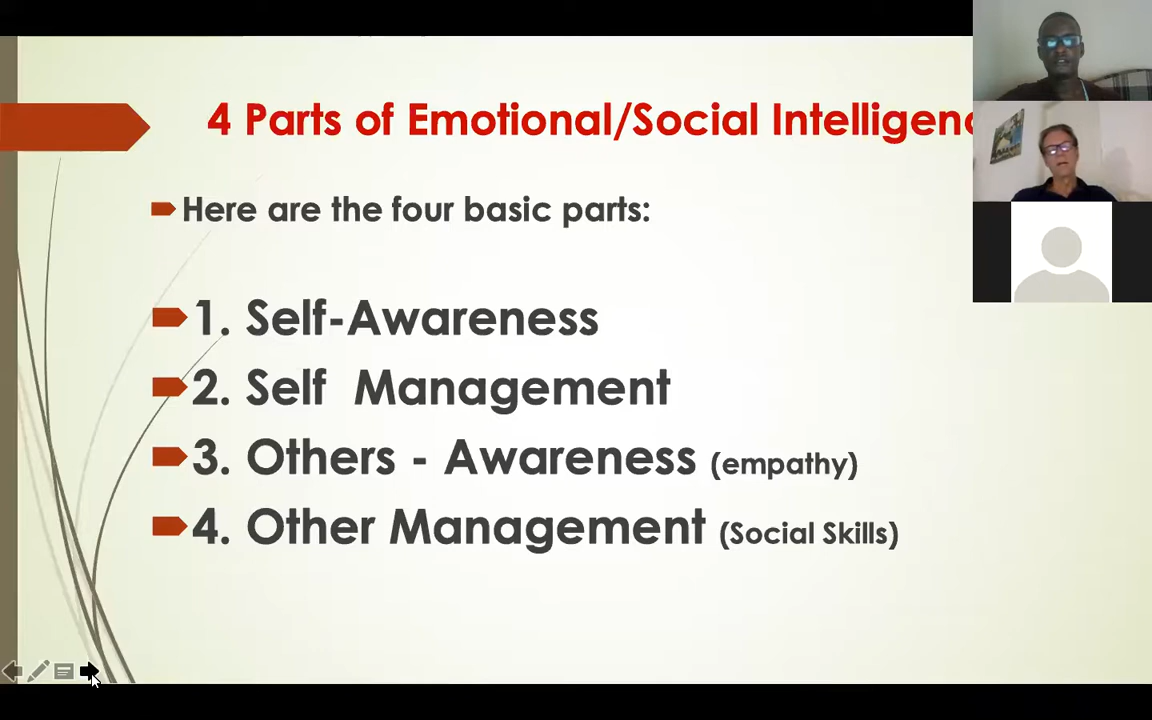 4 Parts of Emotional/Social Intelligenc
Here are the four basic parts:
1. Self-Awareness
2. Self  Management
3. Others - Awareness (empathy)
4. Other Management (Social Skills)